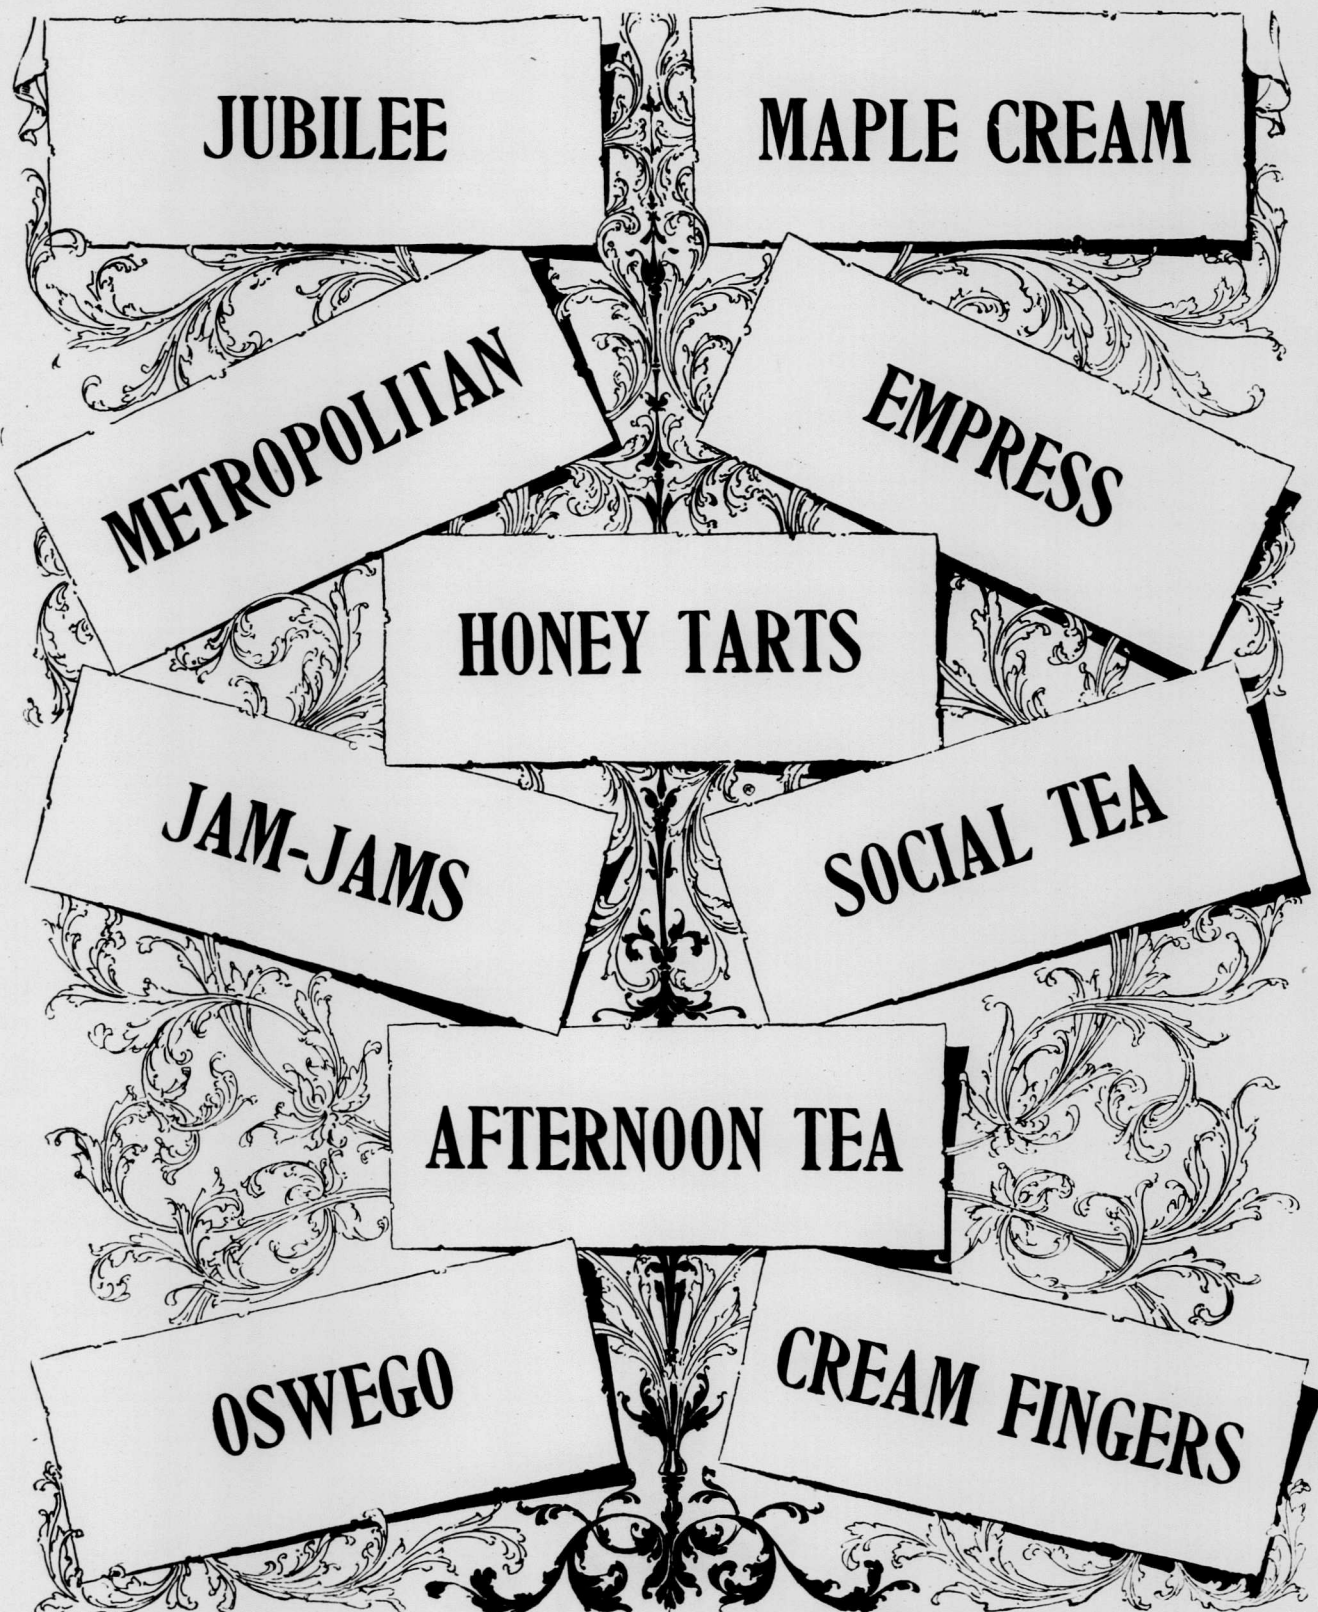 JUBILEE
MAPLE CREAM
METROPOLITAN
EMPRESS
HONEY TARTS
JAM-JAMS
SOCIAL TEA
AFTERNOON TEA
OSWEGO
CREAM FINGERS